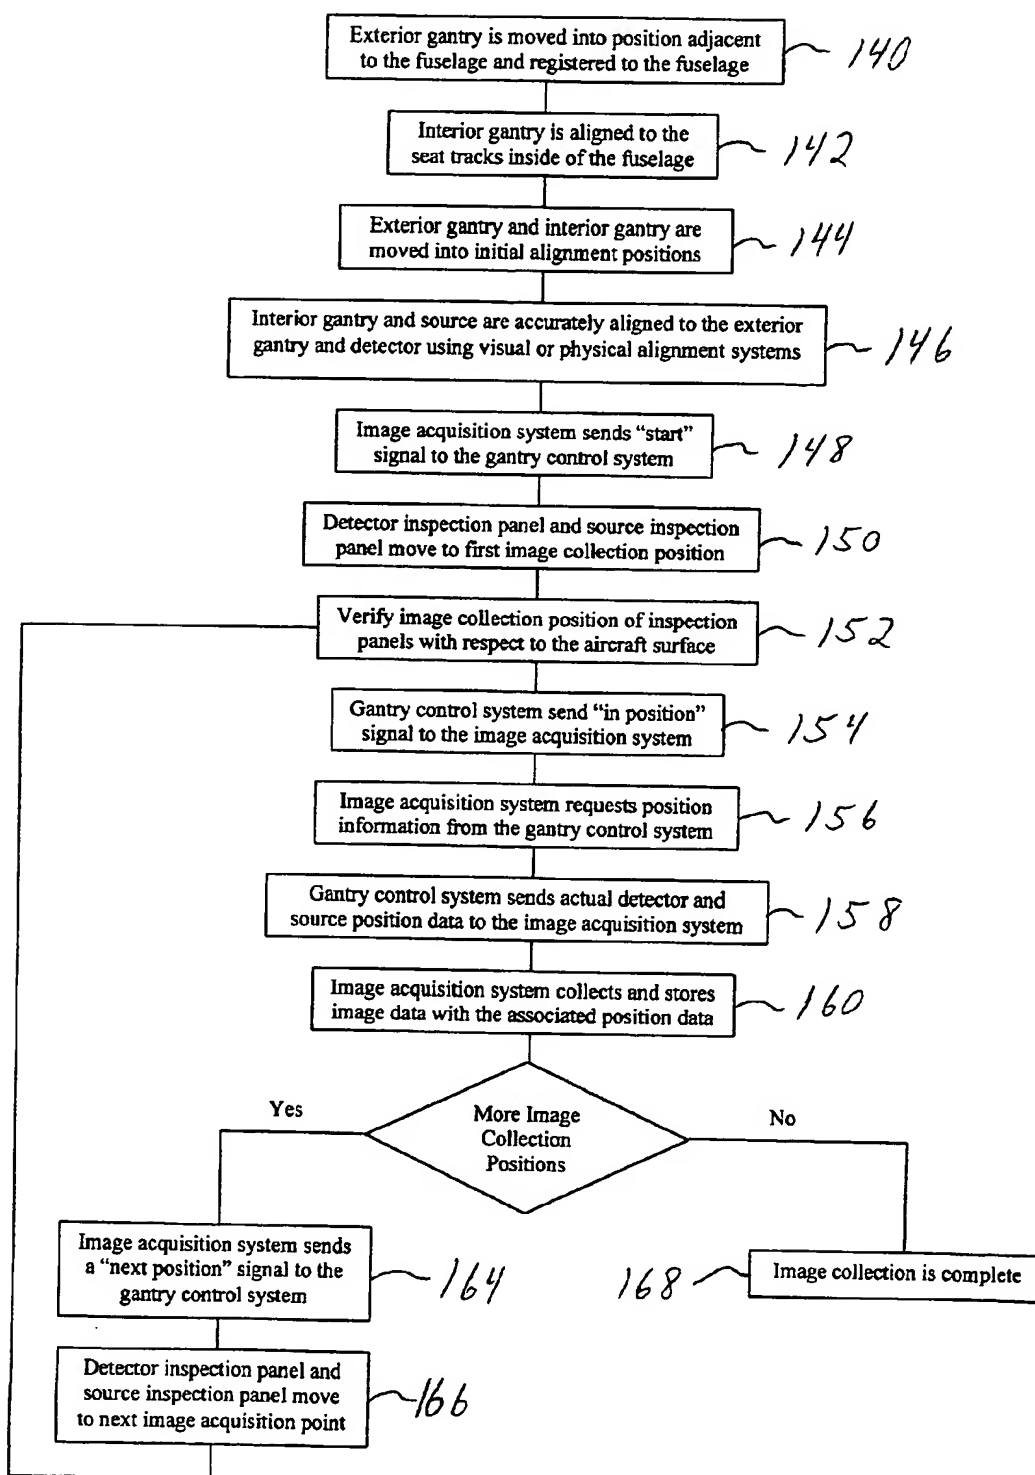 Exterior gantry is moved into position adjacent
to the fuselage and registered to the fuselage
140
Interior gantry is aligned to the
seat tracks inside of the fuselage
142
Exterior gantry and interior gantry are
moved into initial alignment positions
144
Interior gantry and source are accurately aligned to the exterior
gantry and detector using visual or physical alignment systems
146
Image acquisition system sends “start”
signal to the gantry control system
148
Detector inspection panel and source inspection
panel move to first image collection position
150
Verify image collection position of inspection
panels with respect to the aircraft surface
152
Gantry control system send “in position”
signal to the image acquisition system
154
Image acquisition system requests position
information from the gantry control system
156
Gantry control system sends actual detector and
source position data to the image acquisition system
158
Image acquisition system collects and stores
image data with the associated position data
160
Yes
More Image
Collection
Positions
No
Image acquisition system sends
a “next position” signal to the
gantry control system
164
168
Image collection is complete
Detector inspection panel and
source inspection panel move
to next image acquisition point
166